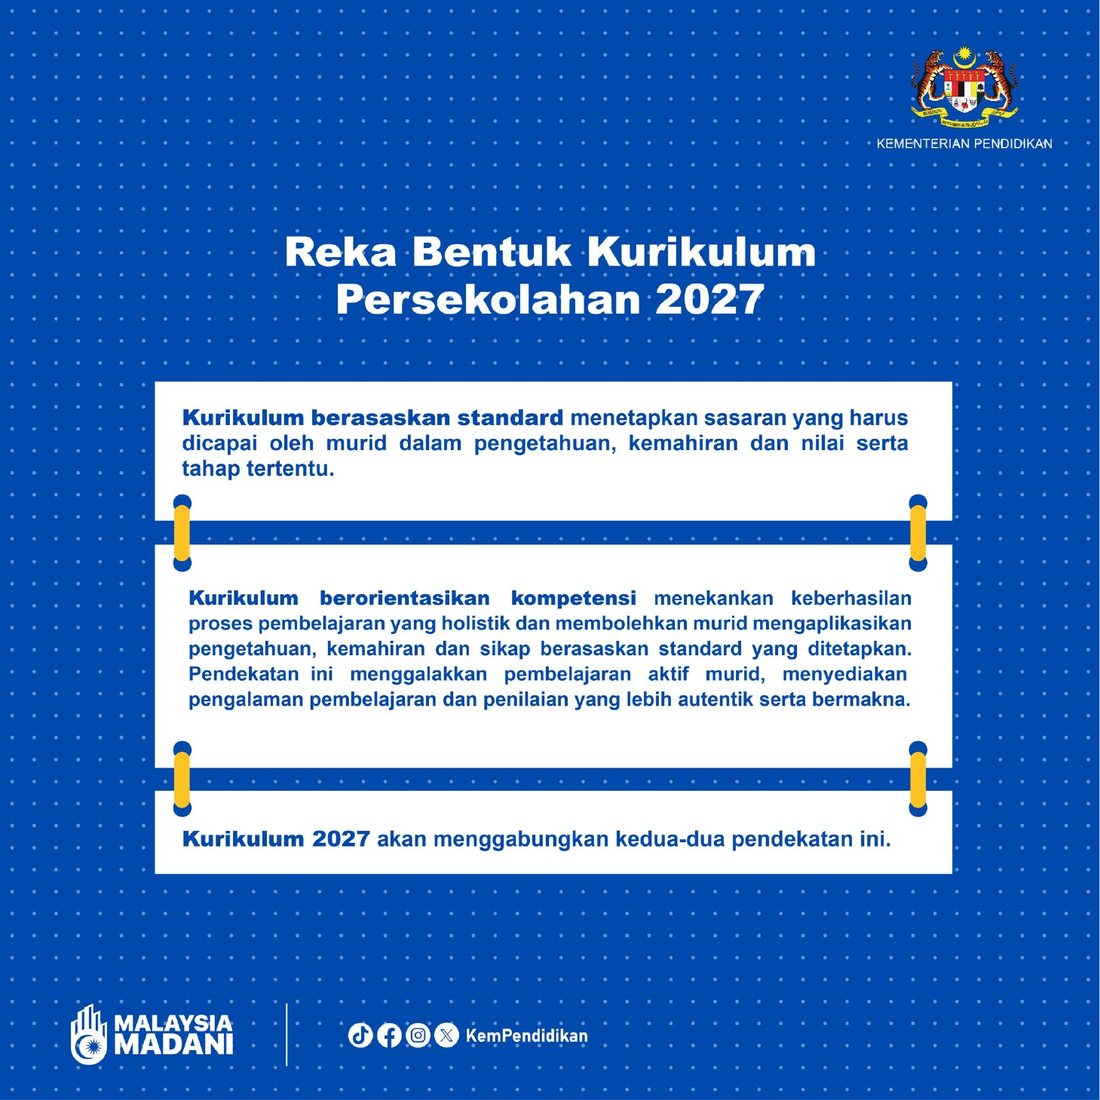 KEMENTERIAN PENDIDIKAN
Reka Bentuk Kurikulum
Persekolahan 2027
Kurikulum berasaskan standard menetapkan sasaran yang harus
dicapai oleh murid dalam pengetahuan, kemahiran dan nilai serta
tahap tertentu.
Kurikulum berorientasikan kompetensi menekankan keberhasilan
proses pembelajaran yang holistik dan membolehkan murid mengaplikasikan
pengetahuan, kemahiran dan sikap berasaskan standard yang ditetapkan.
Pendekatan ini menggalakkan pembelajaran aktif murid, menyediakan
pengalaman pembelajaran dan penilaian yang lebih autentik serta bermakna.
Kurikulum 2027 akan menggabungkan kedua-dua pendekatan ini.
MALAYSIA
MADANI
KemPendidikan